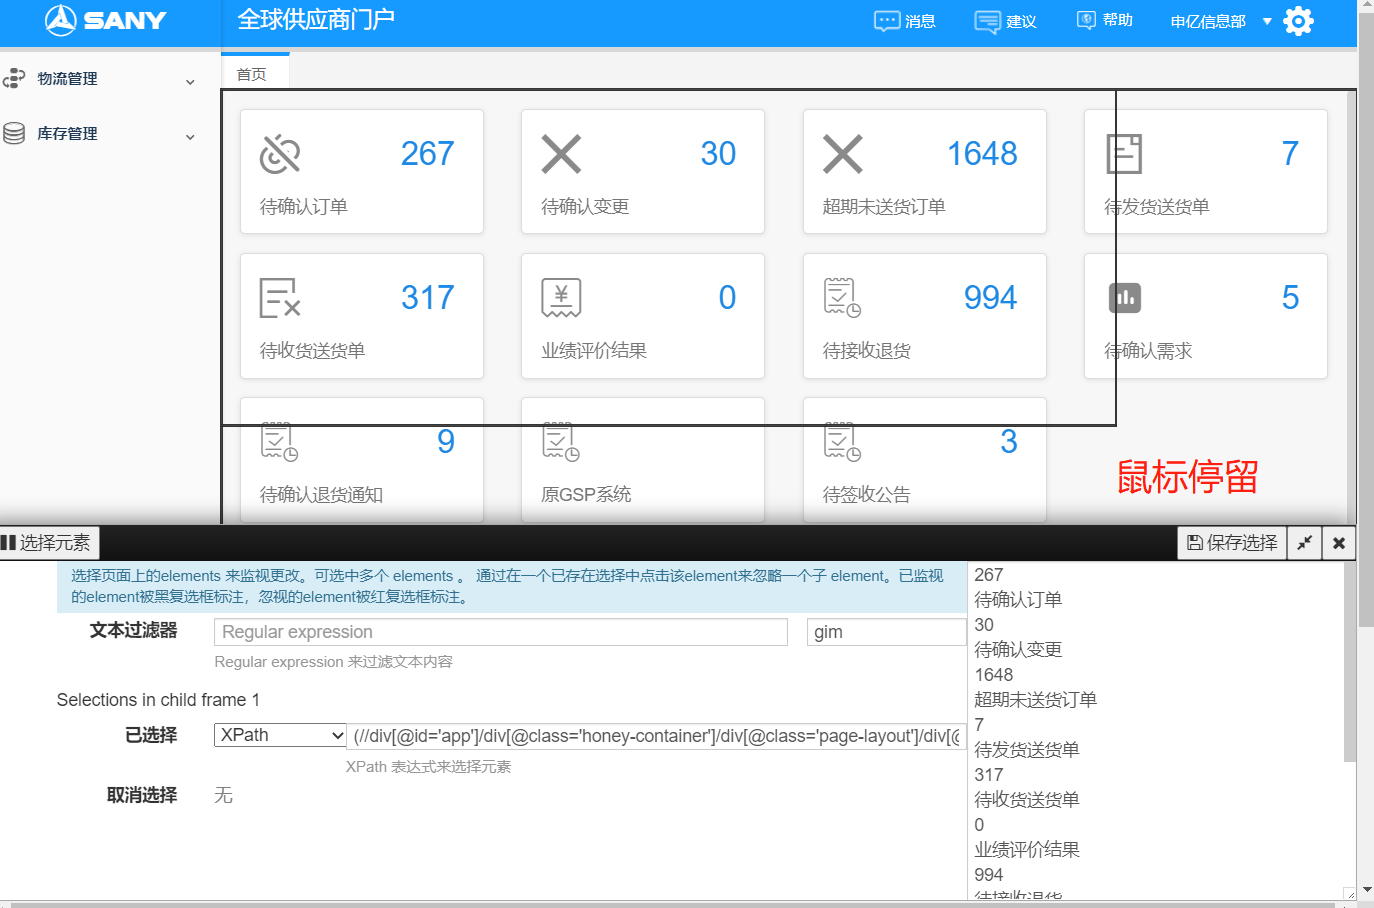 SANY
全球供应商门户
消息
建议
帮助
申亿信息部
物流管理
首页
库存管理
267
待确认订单
30
待确认变更
1648
超期未送货订单
7
待发货送货单
317
待收货送货单
0
业绩评价结果
994
待接收退货
5
待确认需求
9
待确认退货通知
原GSP系统
3
待签收公告
鼠标停留
选择元素
保存选择
选择页面上的elements 来监视更改。可选中多个 elements 。 通过在一个已存在选择中点击该element来忽略一个子 element。已监视
的element被黑复选框标注，忽视的element被红复选框标注。
文本过滤器
Regular expression
gim
Regular expression 来过滤文本内容
Selections in child frame 1
已选择
XPath
(//div[@id='app']/div[@class='honey-container']/div[@class='page-layout']/div[@
XPath 表达式来选择元素
取消选择
无
267
待确认订单
30
待确认变更
1648
超期未送货订单
7
待发货送货单
317
待收货送货单
0
业绩评价结果
994
待接收退货